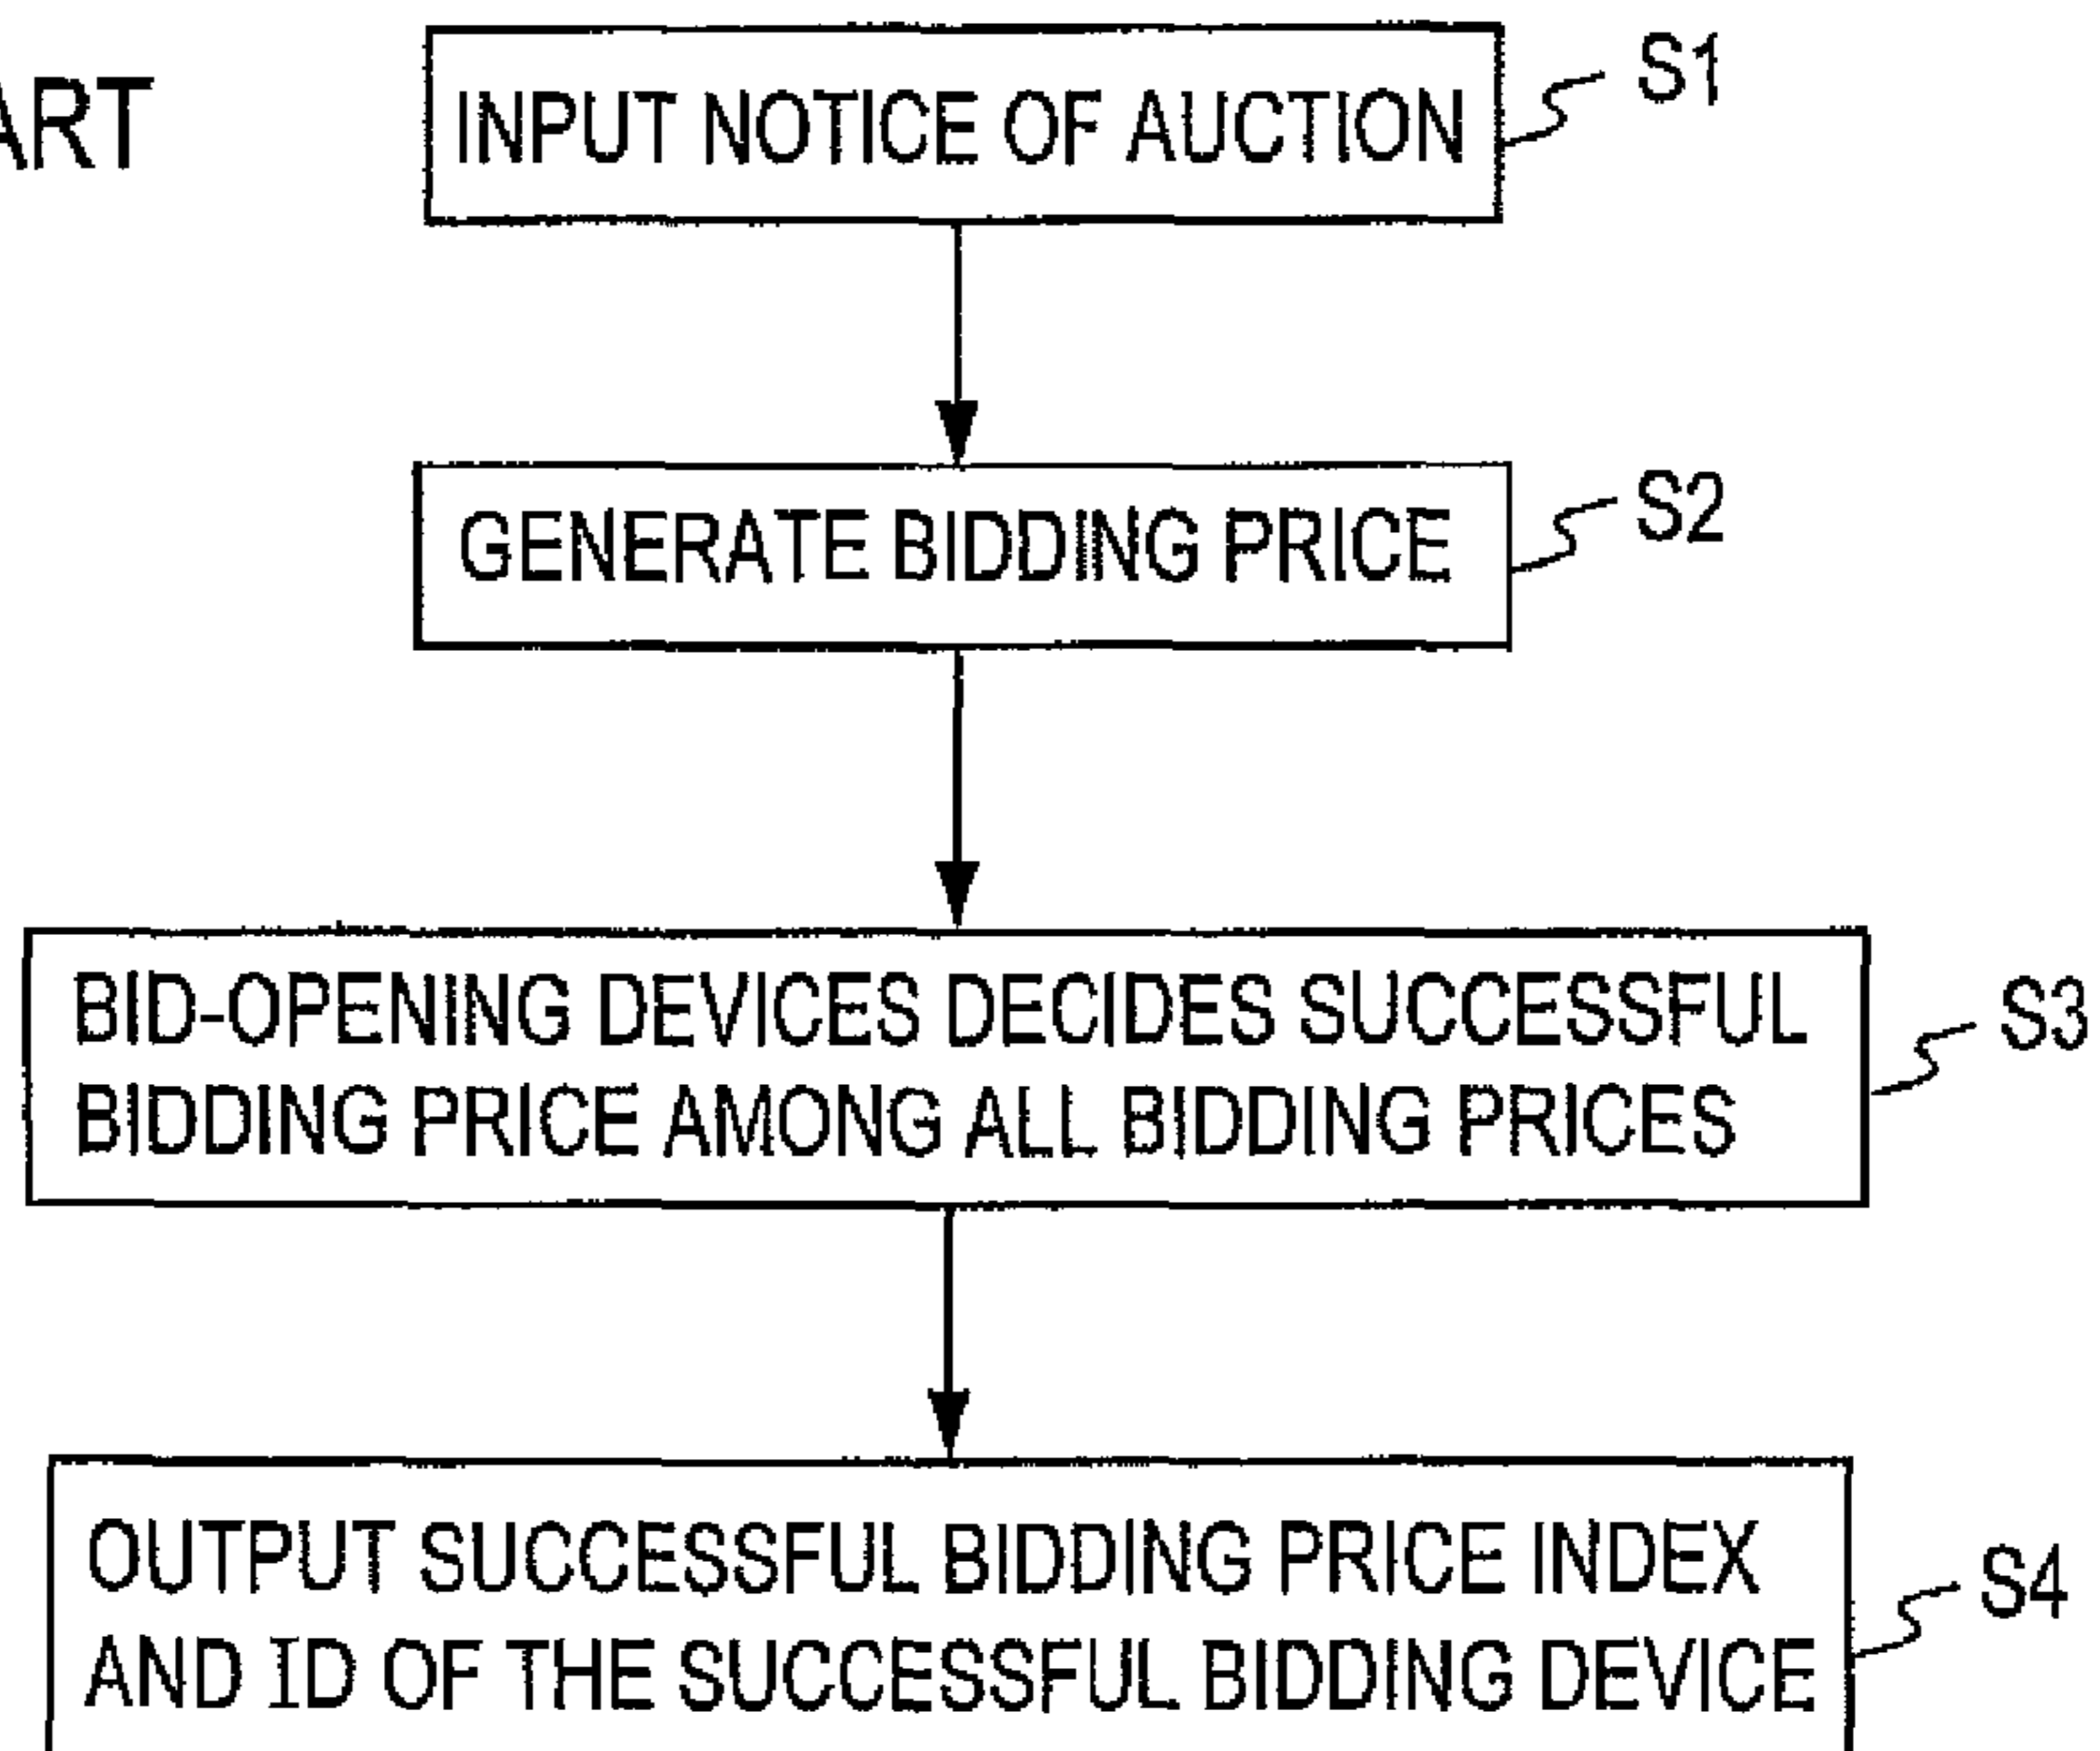 ART
INPUT NOTICE OF AUCTION
S1
GENERATE BIDDING PRICE
S2
BID-OPENING DEVICES DECIDES SUCCESSFUL
BIDDING PRICE AMONG ALL BIDDING PRICES
S3
OUTPUT SUCCESSFUL BIDDING PRICE INDEX
AND ID OF THE SUCCESSFUL BIDDING DEVICE
S4